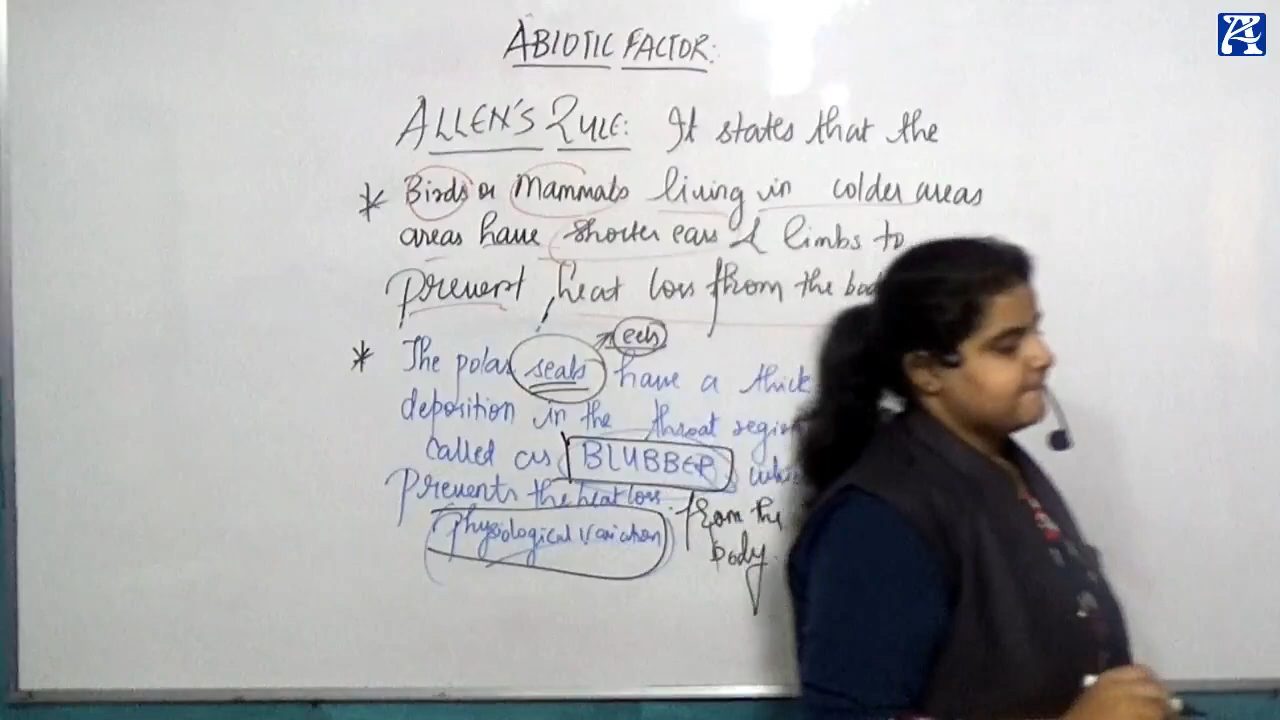 ABIOTIC FACTOR:
ALLEN'S RULE: It states that the
* Birds or Mammals living in colder areas
areas have shorter ears & limbs to
prevent heat loss from the
eels
* The polar seals have a thick
deposition in the throat region
called as BLUBBER
Prevents the heat loss. from the
Physiological Variation
body.